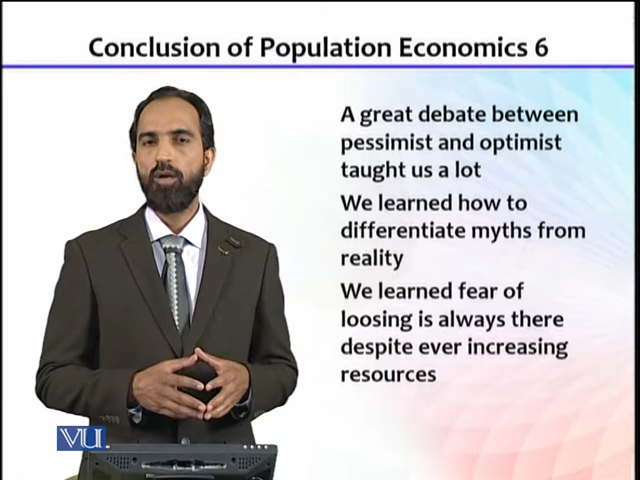 Conclusion of Population Economics 6
A great debate between
pessimist and optimist
taught us a lot
We learned how to
differentiate myths from
reality
We learned fear of
loosing is always there
despite ever increasing
resources
VU